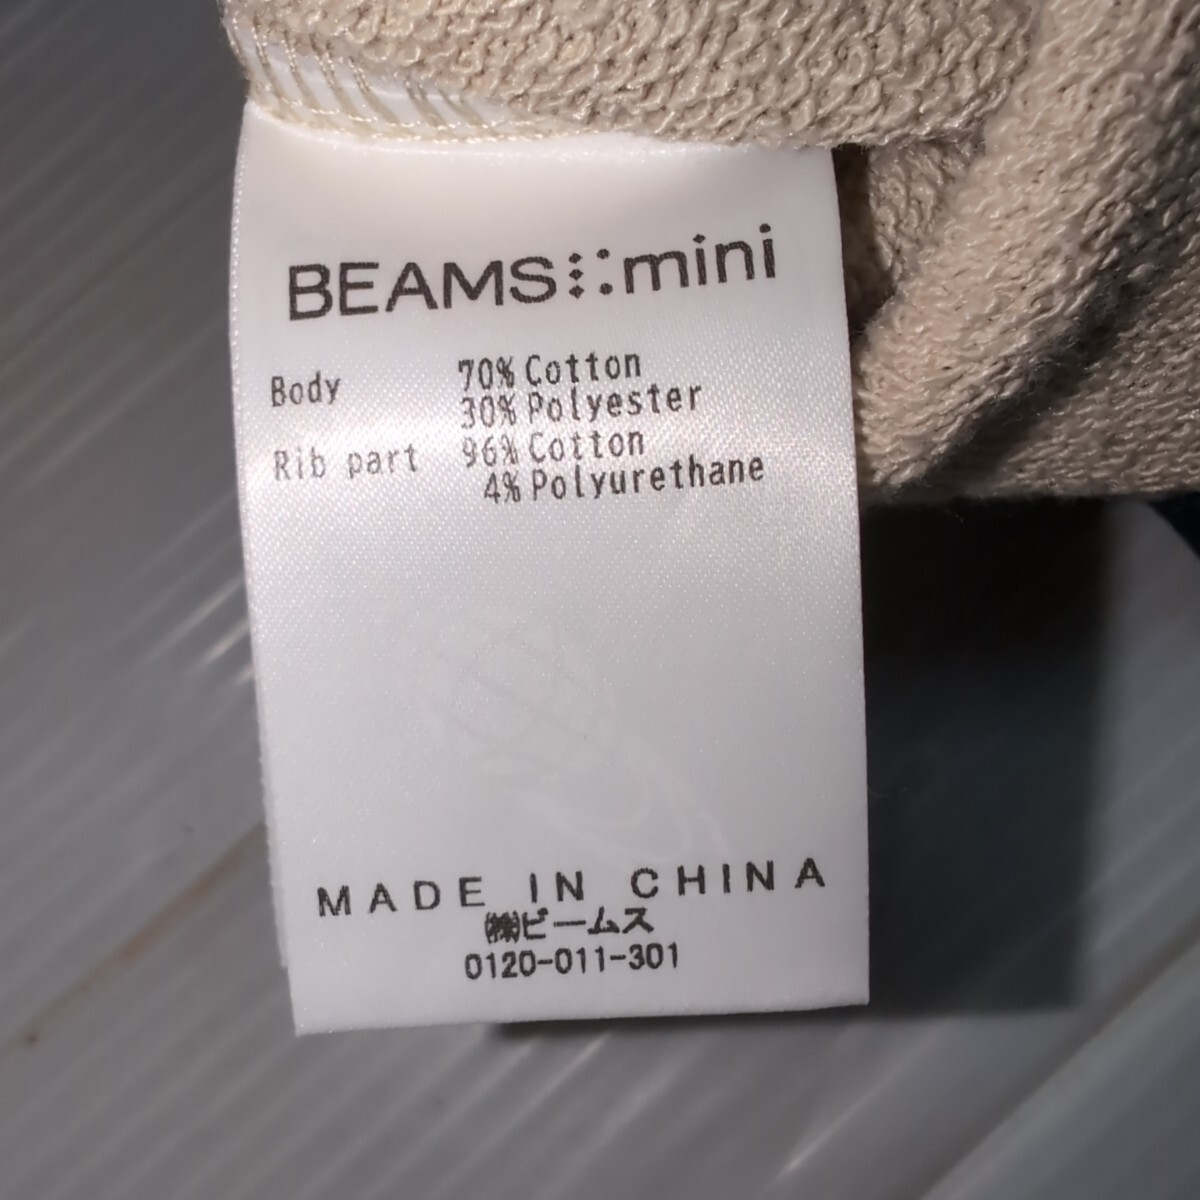 BEAMS mini
Body 70% Cotton
30% Polyester
Rib part 96% Cotton
4% Polyurethane
MADE IN CHINA
㈱ビームス
0120-011-301